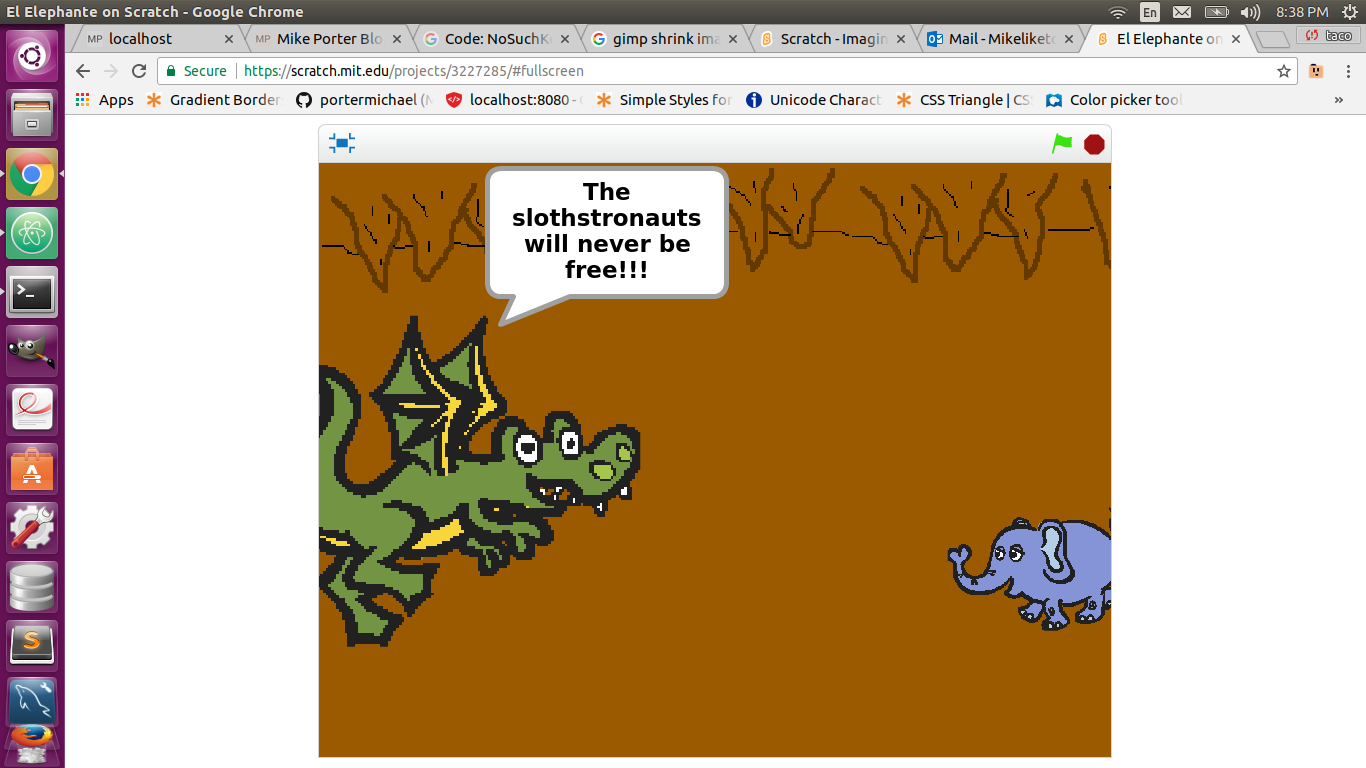 El Elephante on Scratch - Google Chrome
En
8:38 PM
MP localhost
MP Mike Porter Blo
Code: NoSuchK
gimp shrink ima
Scratch - Imagin
Mail - Mikeliket
El Elephante on
taco
Secure
https://scratch.mit.edu/projects/3227285/#fullscreen
Apps
Gradient Border
portermichael (M
localhost:8080 -
Simple Styles for
Unicode Charact
CSS Triangle | CS
Color picker tool
»
The
slothstronauts
will never be
free!!!